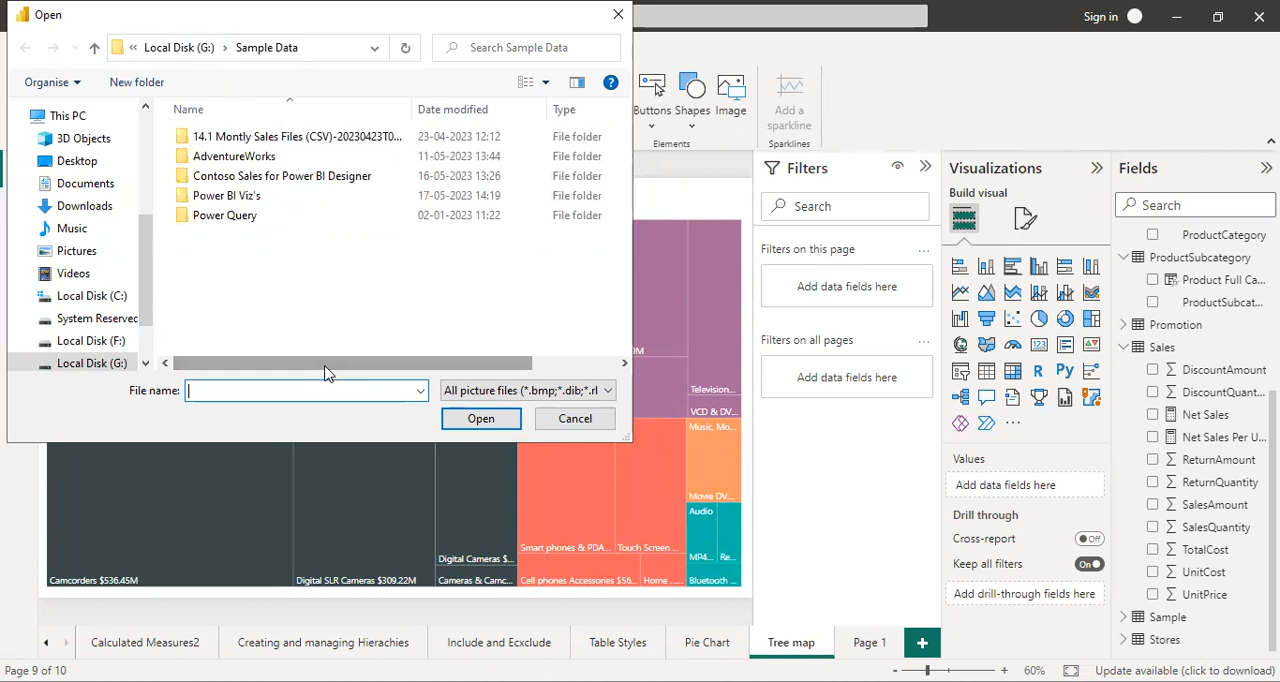 Open
Sign in
« Local Disk (G:) › Sample Data
Search Sample Data
Organise
New folder
Name
Date modified
Type
This PC
3D Objects
Desktop
Documents
Downloads
Music
Pictures
Videos
Local Disk (C:)
System Reserved
Local Disk (F:)
Local Disk (G:)
14.1 Montly Sales Files (CSV)-20230423T0... 23-04-2023 12:12 File folder
AdventureWorks 11-05-2023 13:44 File folder
Contoso Sales for Power BI Designer 16-05-2023 13:26 File folder
Power BI Viz's 17-05-2023 14:19 File folder
Power Query 02-01-2023 11:22 File folder
File name:
All picture files (*.bmp;*.dib;*.rl
Open
Cancel
Buttons
Shapes
Image
Elements
Add a
sparkline
Sparklines
Filters
Search
Filters on this page
...
Add data fields here
Filters on all pages
...
Add data fields here
Visualizations
Build visual
R
Py
123
...
Values
Add data fields here
Drill through
Cross-report
Off
Keep all filters
On
Add drill-through fields here
Fields
Search
ProductCategory
ProductSubcategory
Product Full Ca...
ProductSubcat...
Promotion
Sales
DiscountAmount
DiscountQuant...
Net Sales
Net Sales Per U...
ReturnAmount
ReturnQuantity
SalesAmount
SalesQuantity
TotalCost
UnitCost
UnitPrice
Sample
Stores
Television...
VCD & DV...
Music, Mo...
Movie DV...
Audio
MP4...
Re...
Bluetooth ...
Camcorders $536.45M
Digital SLR Cameras $309.22M
Digital Cameras $...
Cameras & Camc...
Smart phones & PDA...
Touch Screen ...
Cell phones Accessories $56...
Home ...
Calculated Measures2
Creating and managing Hierachies
Include and Ecxclude
Table Styles
Pie Chart
Tree map
Page 1
+
Page 9 of 10
- + 60%
Update available (click to download)